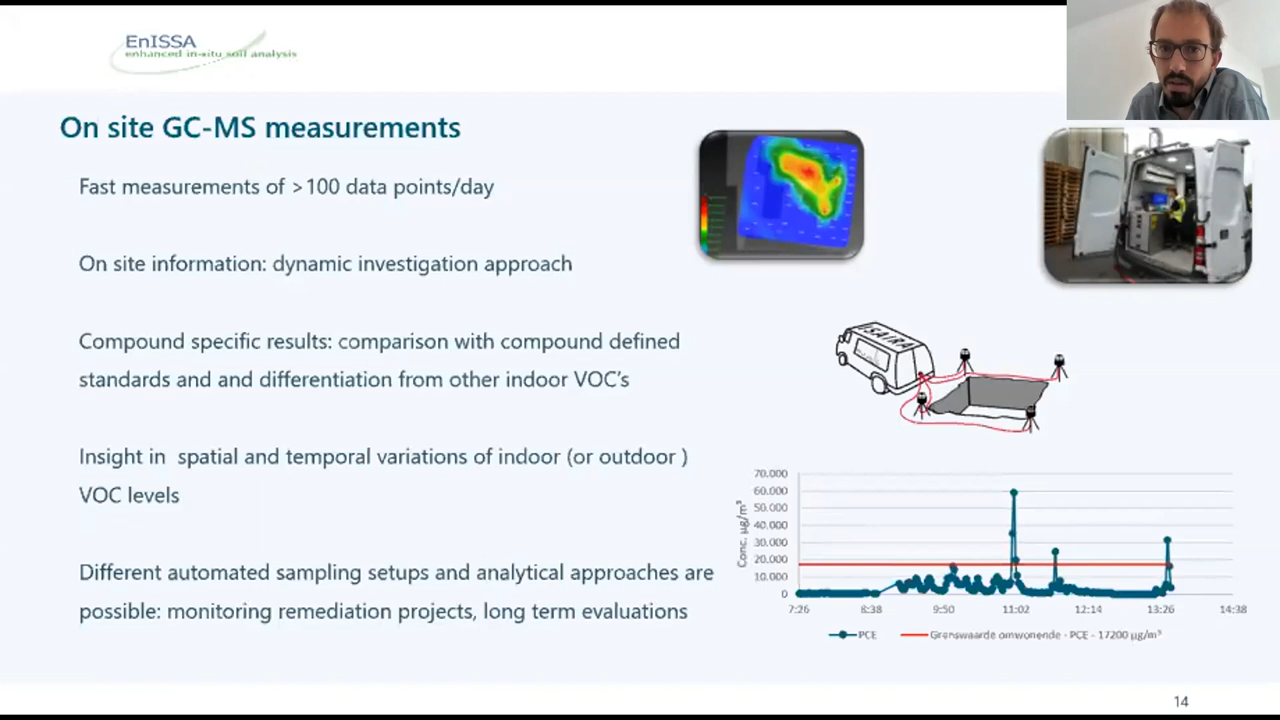 EnISSA
enhanced in-situ soil analysis
On site GC-MS measurements
Fast measurements of >100 data points/day
On site information: dynamic investigation approach
Compound specific results: comparison with compound defined
standards and and differentiation from other indoor VOC's
Insight in spatial and temporal variations of indoor (or outdoor )
VOC levels
Different automated sampling setups and analytical approaches are
possible: monitoring remediation projects, long term evaluations
Conc. µg/m³
70.000
60.000
50.000
40.000
30.000
20.000
10.000
0
7:26 8:38 9:50 11:02 12:14 13:26 14:38
PCE Grenswaarde omwonende - PCE - 17200 µg/m³
14